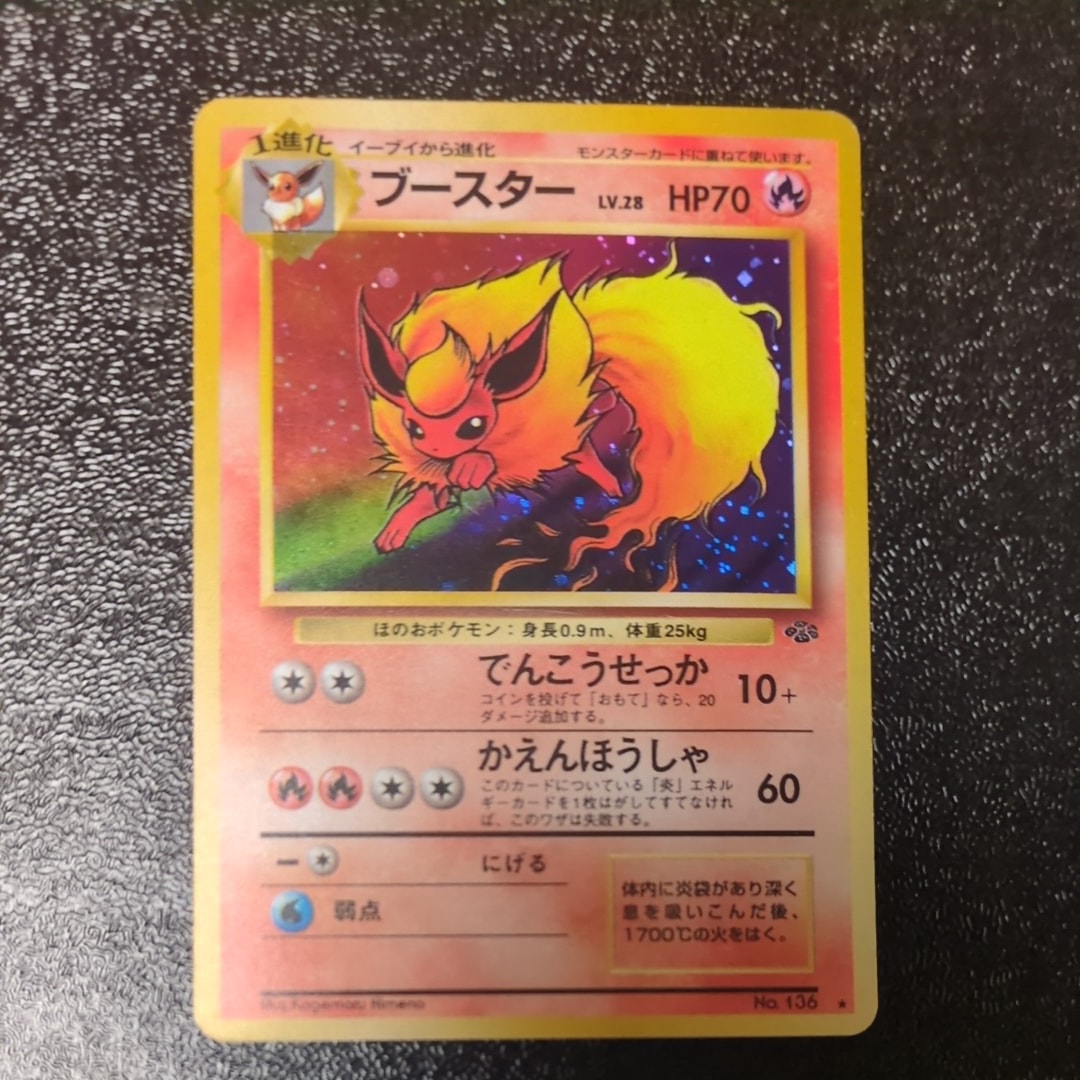 1進化 イーブイから進化 モンスターカードに重ねて使います。
ブースター LV.28 HP70
ほのおポケモン：身長0.9m、体重25kg
でんこうせっか 10+
コインを投げて「おもて」なら、20
ダメージ追加する。
かえんほうしゃ 60
このカードについている「炎」エネル
ギーカードを1枚はがしてすてなけれ
ば、このワザは失敗する。
ー にげる
弱点
体内に炎袋があり深く
息を吸いこんだ後、
1700℃の火をはく。
Illus. Kagemaru Himeno No. 136 ★